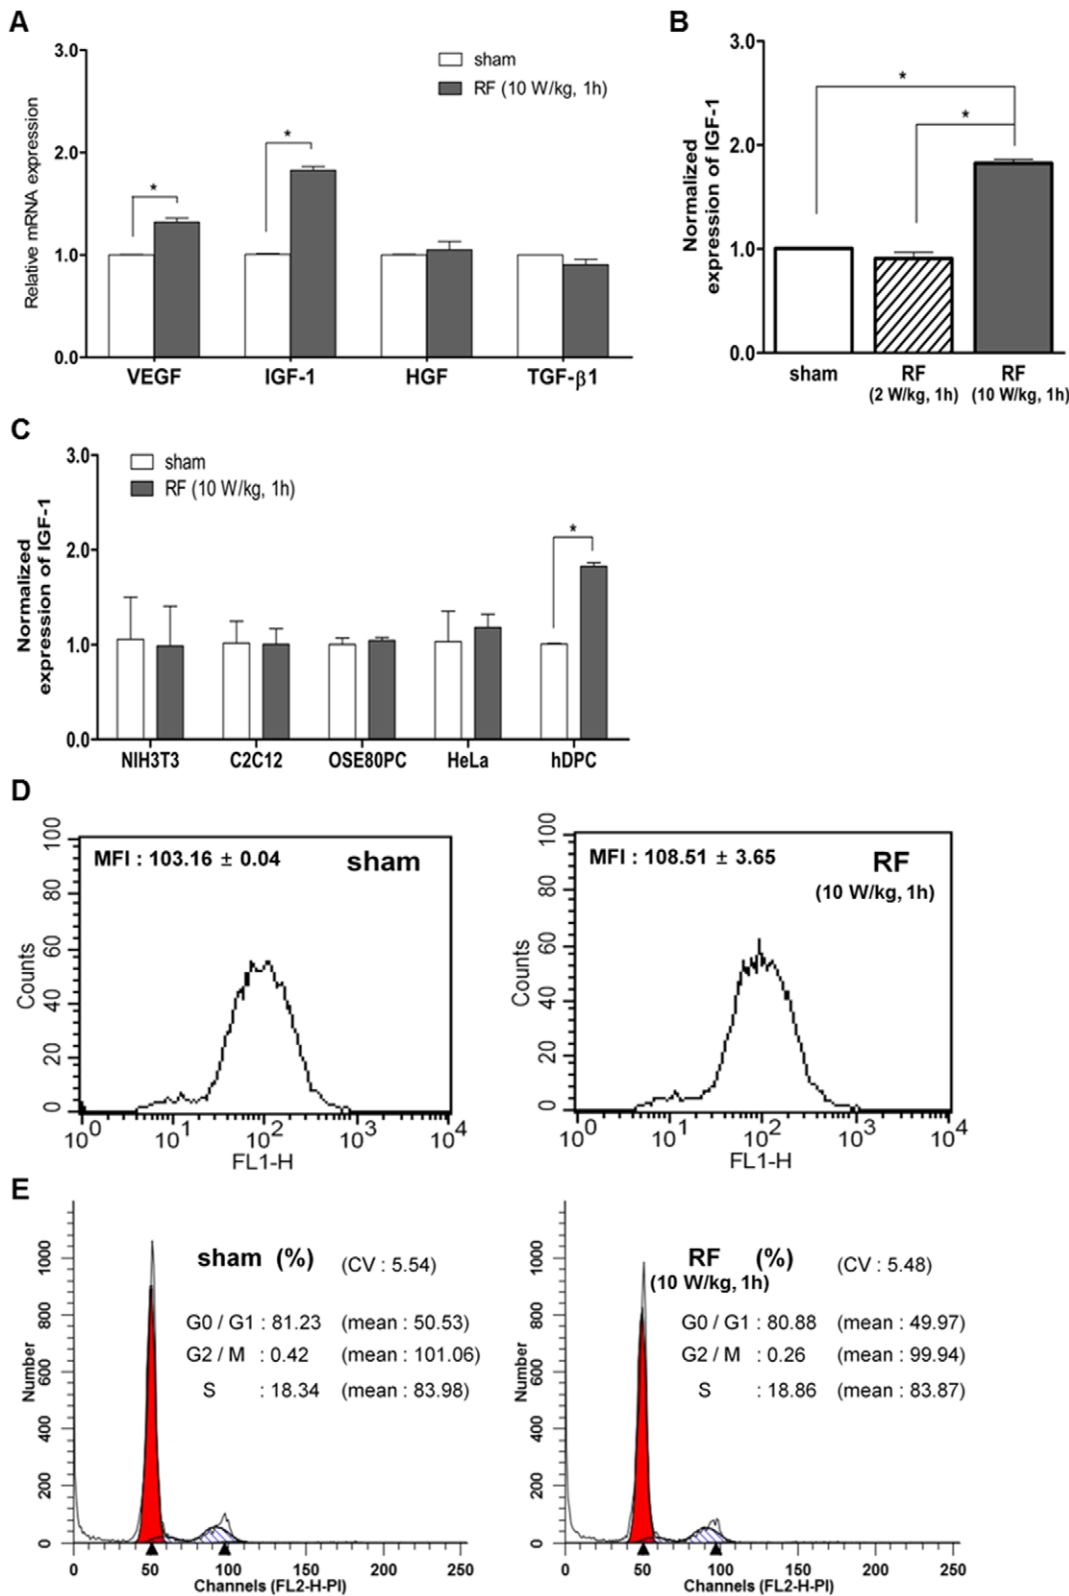 A
3.0
2.0
1.0
0.0
Relative mRNA expression
sham
RF (10 W/kg, 1h)
*
*
VEGF
IGF-1
HGF
TGF-β1
B
3.0
2.0
1.0
0.0
Normalized
expression of IGF-1
*
*
sham
RF
(2 W/kg, 1h)
RF
(10 W/kg, 1h)
C
3.0
2.0
1.0
0.0
Normalized
expression of IGF-1
sham
RF (10 W/kg, 1h)
*
NIH3T3
C2C12
OSE80PC
HeLa
hDPC
D
100
80
60
40
20
0
Counts
MFI : 103.16 ± 0.04
sham
10^0 10^1 10^2 10^3 10^4
FL1-H
100
80
60
40
20
0
Counts
MFI : 108.51 ± 3.65
RF
(10 W/kg, 1h)
10^0 10^1 10^2 10^3 10^4
FL1-H
E
1000
800
600
400
200
0
Number
sham (%) (CV : 5.54)
G0 / G1 : 81.23 (mean : 50.53)
G2 / M : 0.42 (mean : 101.06)
S : 18.34 (mean : 83.98)
0 50 100 150 200 250
Channels (FL2-H-PI)
1000
800
600
400
200
0
Number
RF (%) (CV : 5.48)
(10 W/kg, 1h)
G0 / G1 : 80.88 (mean : 49.97)
G2 / M : 0.26 (mean : 99.94)
S : 18.86 (mean : 83.87)
0 50 100 150 200 250
Channels (FL2-H-PI)